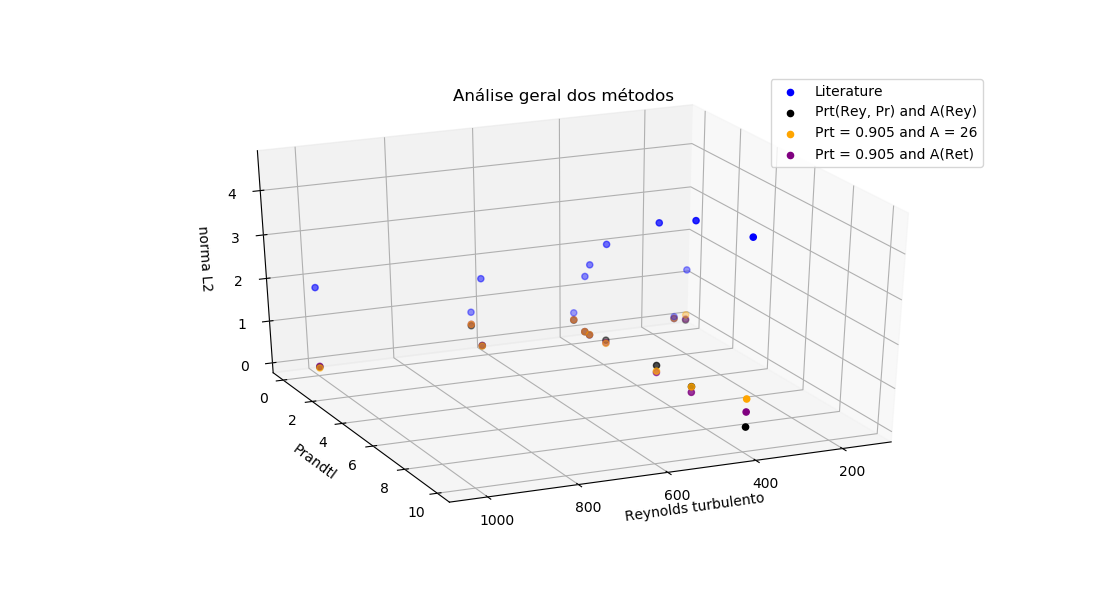 Análise geral dos métodos
Literature
Prt(Rey, Pr) and A(Rey)
Prt = 0.905 and A = 26
Prt = 0.905 and A(Ret)
norma L2
4
3
2
1
0
Prandtl
0
2
4
6
8
10
Reynolds turbulento
1000
800
600
400
200